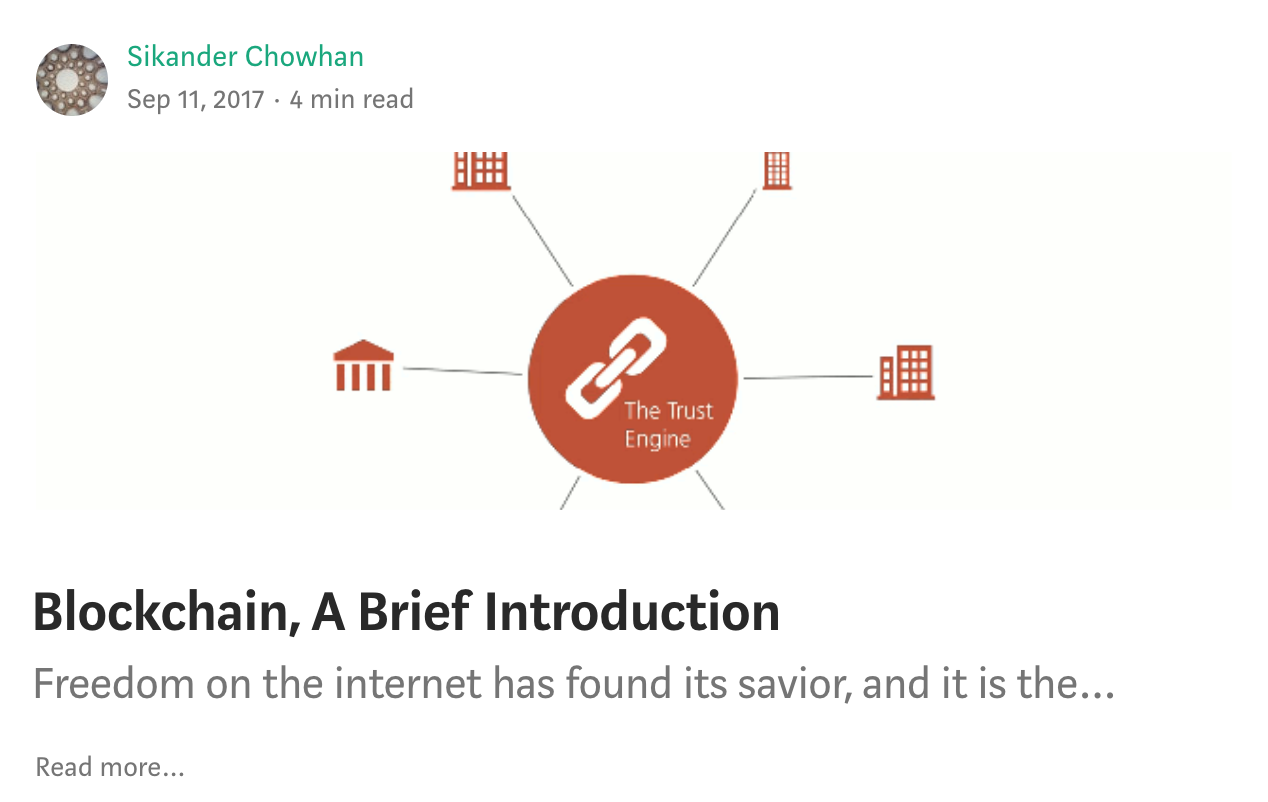 Sikander Chowhan
Sep 11, 2017 · 4 min read
The Trust
Engine
Blockchain, A Brief Introduction
Freedom on the internet has found its savior, and it is the...
Read more...